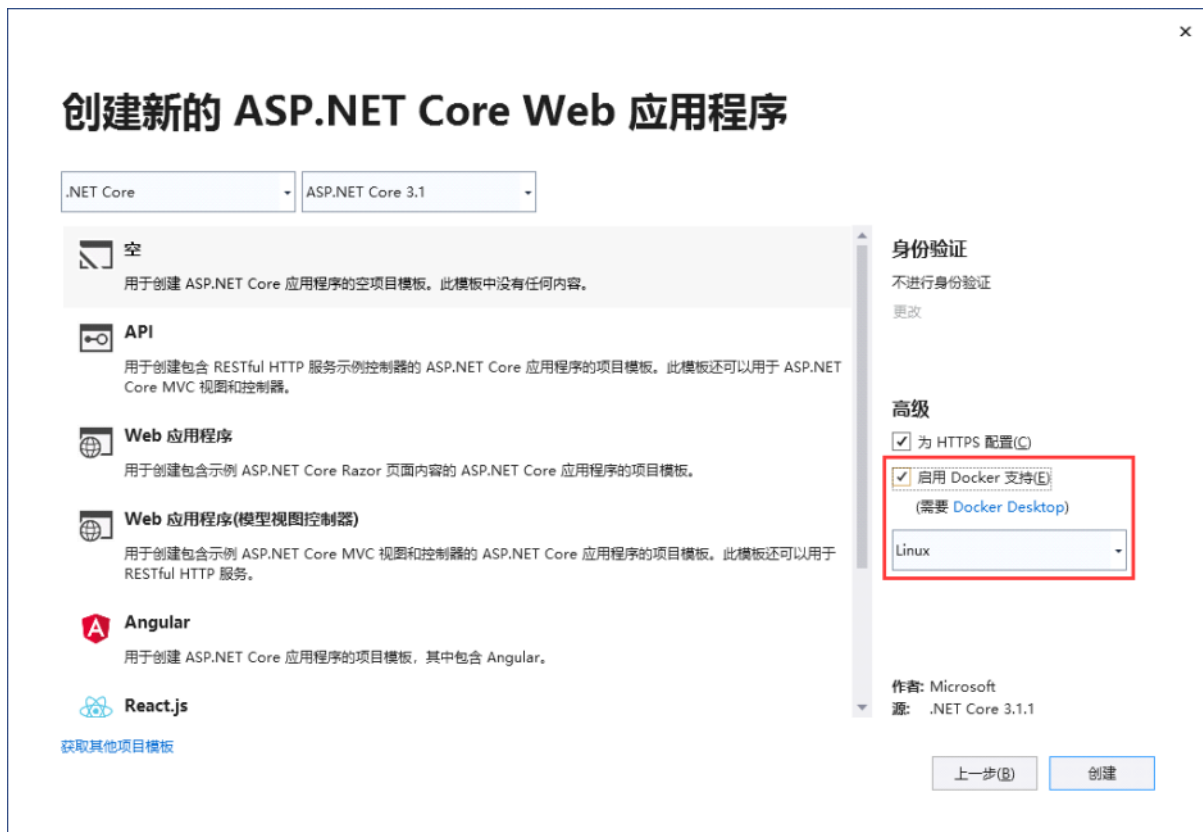 ×
创建新的 ASP.NET Core Web 应用程序
.NET Core
ASP.NET Core 3.1
空
用于创建 ASP.NET Core 应用程序的空项目模板。此模板中没有任何内容。
API
用于创建包含 RESTful HTTP 服务示例控制器的 ASP.NET Core 应用程序的项目模板。此模板还可以用于 ASP.NET
Core MVC 视图和控制器。
Web 应用程序
用于创建包含示例 ASP.NET Core Razor 页面内容的 ASP.NET Core 应用程序的项目模板。
Web 应用程序(模型视图控制器)
用于创建包含示例 ASP.NET Core MVC 视图和控制器的 ASP.NET Core 应用程序的项目模板。此模板还可以用于
RESTful HTTP 服务。
Angular
用于创建 ASP.NET Core 应用程序的项目模板，其中包含 Angular。
React.js
获取其他项目模板
身份验证
不进行身份验证
更改
高级
为 HTTPS 配置(C)
启用 Docker 支持(E)
(需要 Docker Desktop)
Linux
作者: Microsoft
源: .NET Core 3.1.1
上一步(B)
创建